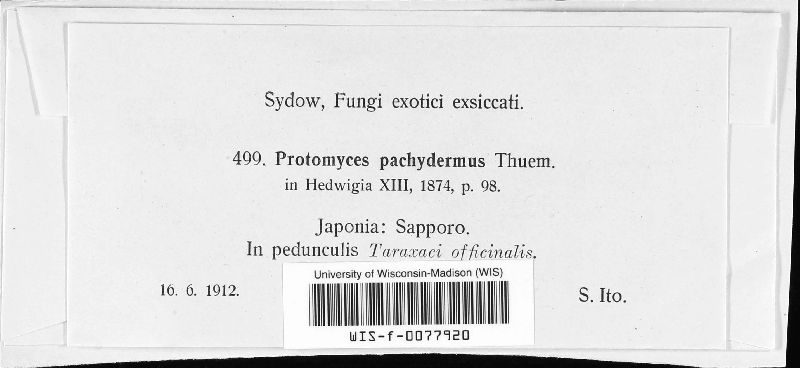 Sydow, Fungi exotici exsiccati.
499. Protomyces pachydermus Thuem.
in Hedwigia XIII, 1874, p. 98.
Japonia: Sapporo.
In pedunculis Taraxaci officinalis.
University of Wisconsin-Madison (WIS)
16. 6. 1912.
S. Ito.
WIS-f-0077920